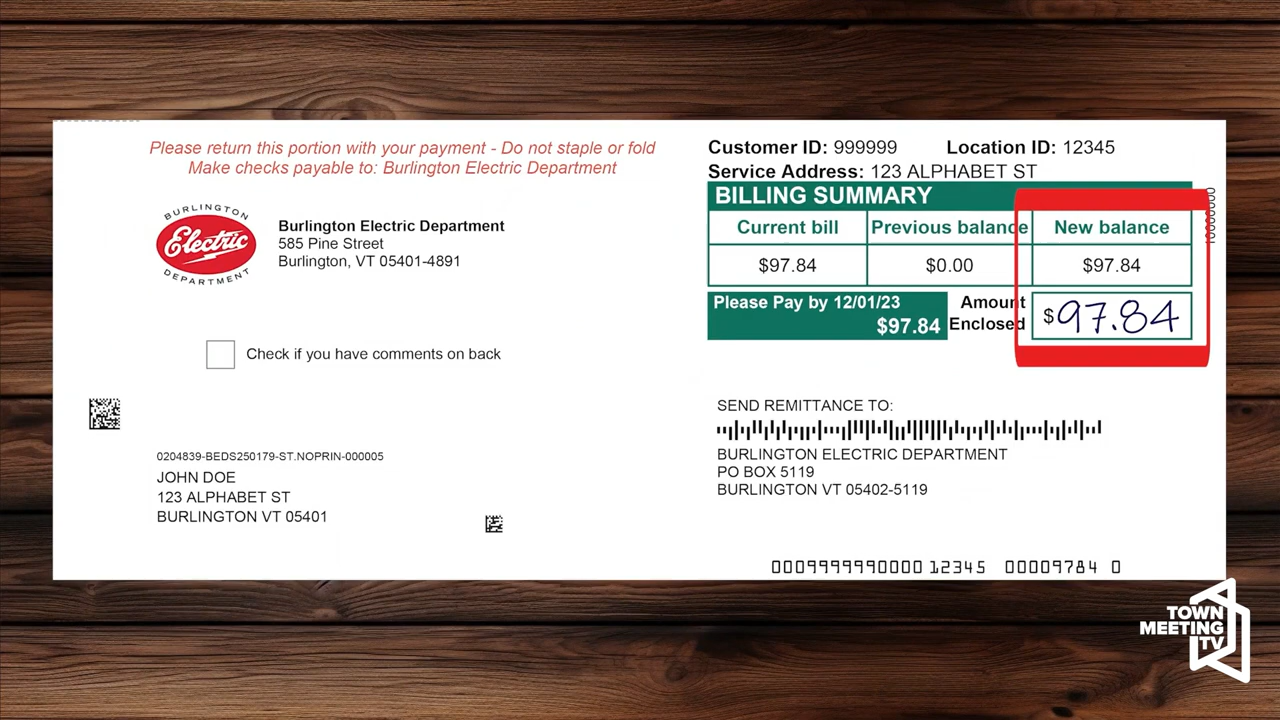 Please return this portion with your payment - Do not staple or fold
Make checks payable to: Burlington Electric Department
BURLINGTON
Electric
DEPARTMENT
Burlington Electric Department
585 Pine Street
Burlington, VT 05401-4891
Check if you have comments on back
0204839-BEDS250179-ST.NOPRIN-000005
JOHN DOE
123 ALPHABET ST
BURLINGTON VT 05401
Customer ID: 999999 Location ID: 12345
Service Address: 123 ALPHABET ST
BILLING SUMMARY
Current bill Previous balance New balance
$97.84 $0.00 $97.84
Please Pay by 12/01/23
$97.84
Amount
Enclosed
$97.84
SEND REMITTANCE TO:
BURLINGTON ELECTRIC DEPARTMENT
PO BOX 5119
BURLINGTON VT 05402-5119
0009999990000 12345 00009784 0
TOWN
MEETING
TV